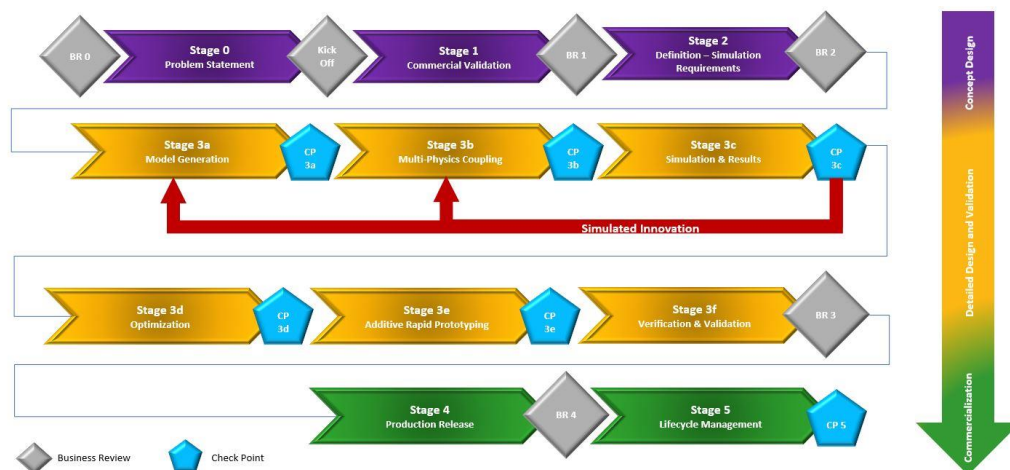 BR 0
Stage 0
Problem Statement
Kick
Off
Stage 1
Commercial Validation
BR 1
Stage 2
Definition – Simulation
Requirements
BR 2
Stage 3a
Model Generation
CP
3a
Stage 3b
Multi-Physics Coupling
CP
3b
Stage 3c
Simulation & Results
CP
3c
Simulated Innovation
Stage 3d
Optimization
CP
3d
Stage 3e
Additive Rapid Prototyping
CP
3e
Stage 3f
Verification & Validation
BR 3
Stage 4
Production Release
BR 4
Stage 5
Lifecycle Management
CP 5
Business Review
Check Point
Concept Design
Detailed Design and Validation
Commercialization